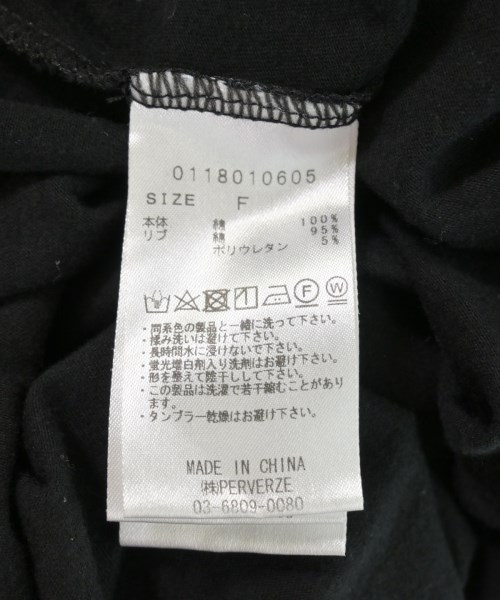 0118010605
SIZE F
本体 綿 100%
リブ 綿 95%
ポリウレタン 5%
F W
・同系色の製品と一緒に洗って下さい。
・揉み洗いは避けて下さい。
・長時間水に浸けないで下さい。
・蛍光増白剤入り洗剤はお避け下さい。
・形を整えて陰干しして下さい。
・この製品は洗濯で若干縮むことがあり
ます。
・タンブラー乾燥はお避け下さい。
MADE IN CHINA
㈱PERVERZE
03-6809-0080